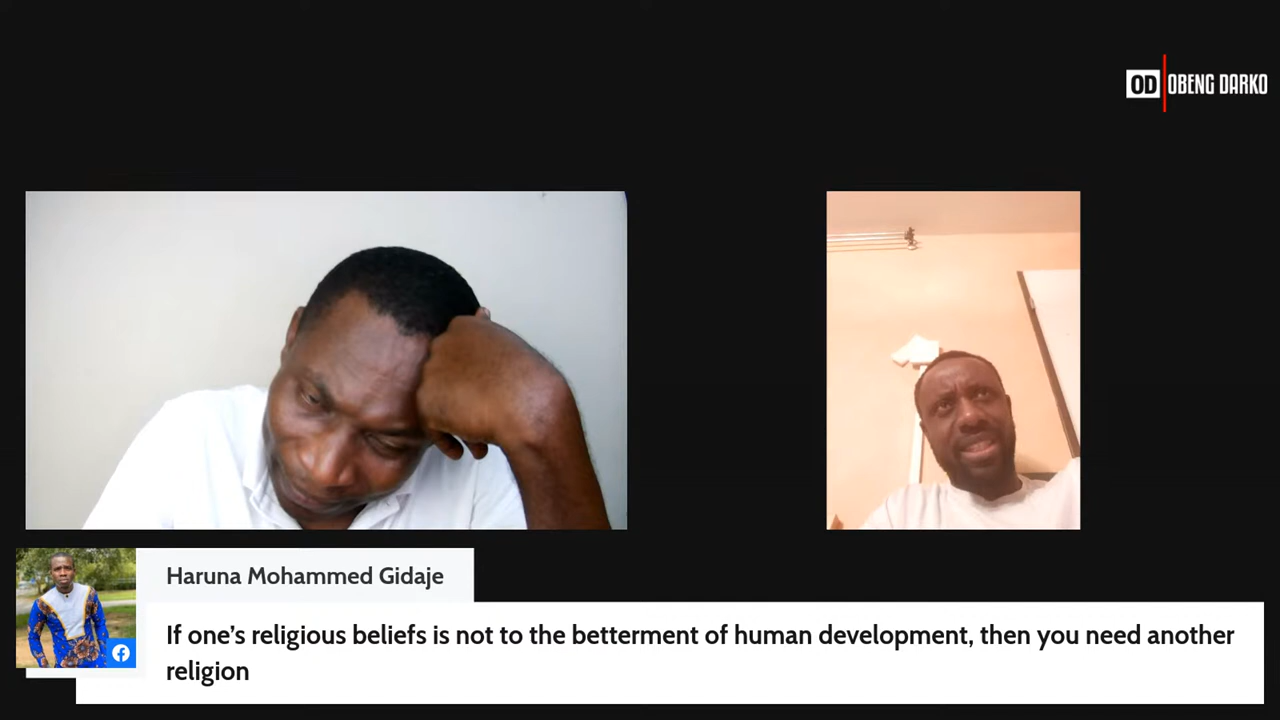 OD OBENG DARKO
Haruna Mohammed Gidaje
If one’s religious beliefs is not to the betterment of human development, then you need another
religion